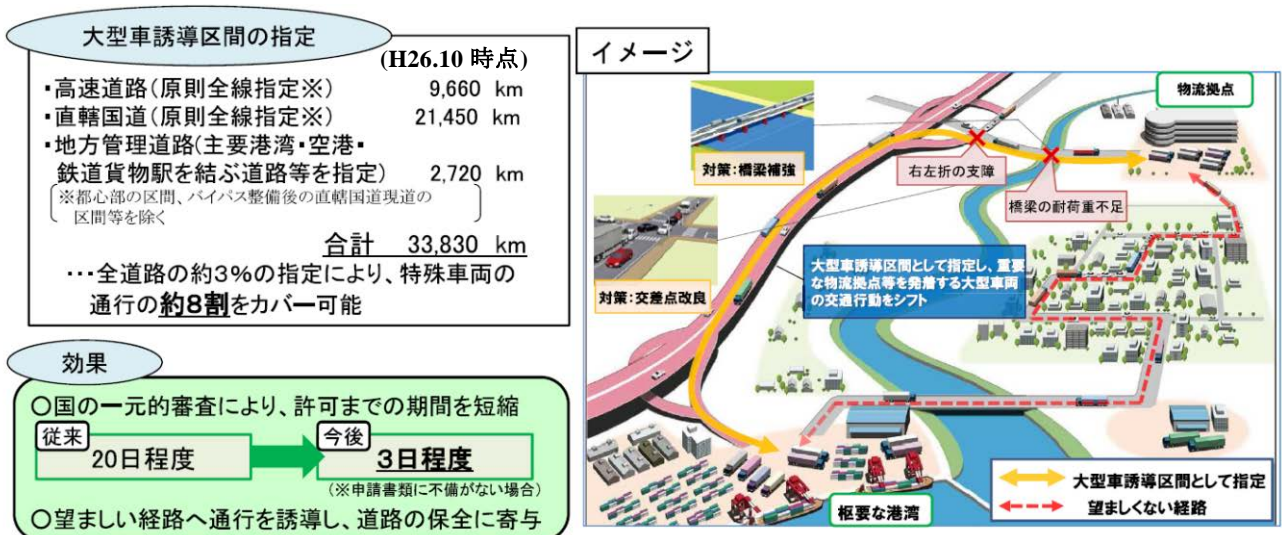 大型車誘導区間の指定
(H26.10 時点)
・高速道路(原則全線指定※) 9,660 km
・直轄国道(原則全線指定※) 21,450 km
・地方管理道路(主要港湾・空港・
鉄道貨物駅を結ぶ道路等を指定) 2,720 km
※都心部の区間、バイパス整備後の直轄国道現道の
区間等を除く
合計 33,830 km
･･･全道路の約3%の指定により、特殊車両の
通行の約8割をカバー可能
効果
○国の一元的審査により、許可までの期間を短縮
従来
20日程度
今後
3日程度
(※申請書類に不備がない場合)
○望ましい経路へ通行を誘導し、道路の保全に寄与
イメージ
物流拠点
対策:橋梁補強
右左折の支障
橋梁の耐荷重不足
対策:交差点改良
大型車誘導区間として指定し、重要
な物流拠点等を発着する大型車両
の交通行動をシフト
枢要な港湾
大型車誘導区間として指定
望ましくない経路